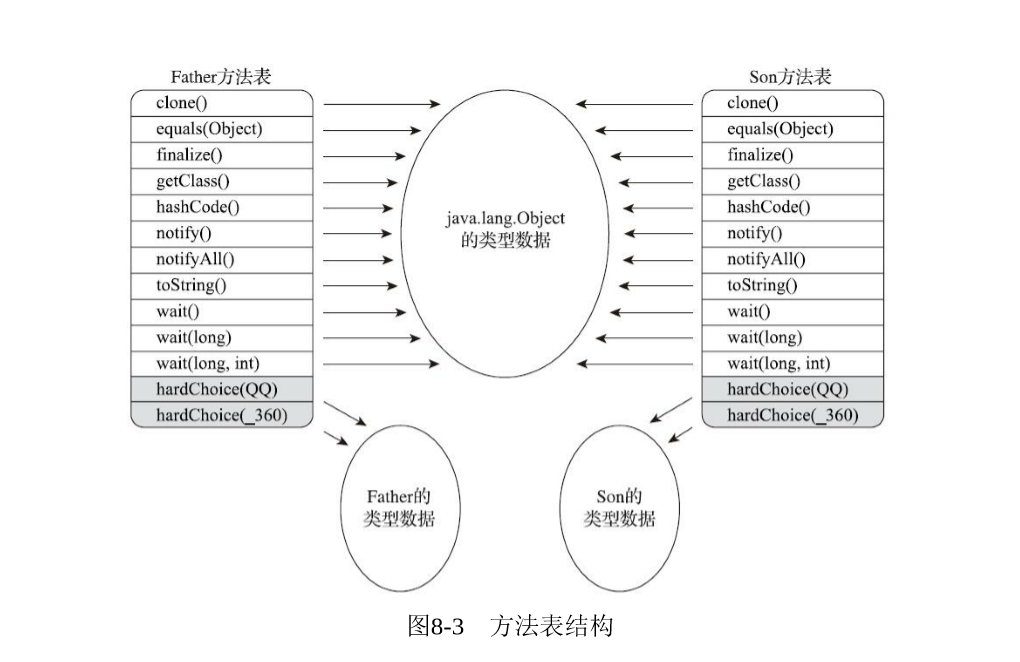 Father方法表
clone()
equals(Object)
finalize()
getClass()
hashCode()
notify()
notifyAll()
toString()
wait()
wait(long)
wait(long, int)
hardChoice(QQ)
hardChoice(_360)
java.lang.Object
的类型数据
Son方法表
clone()
equals(Object)
finalize()
getClass()
hashCode()
notify()
notifyAll()
toString()
wait()
wait(long)
wait(long, int)
hardChoice(QQ)
hardChoice(_360)
Father的
类型数据
Son的
类型数据
图8-3 方法表结构